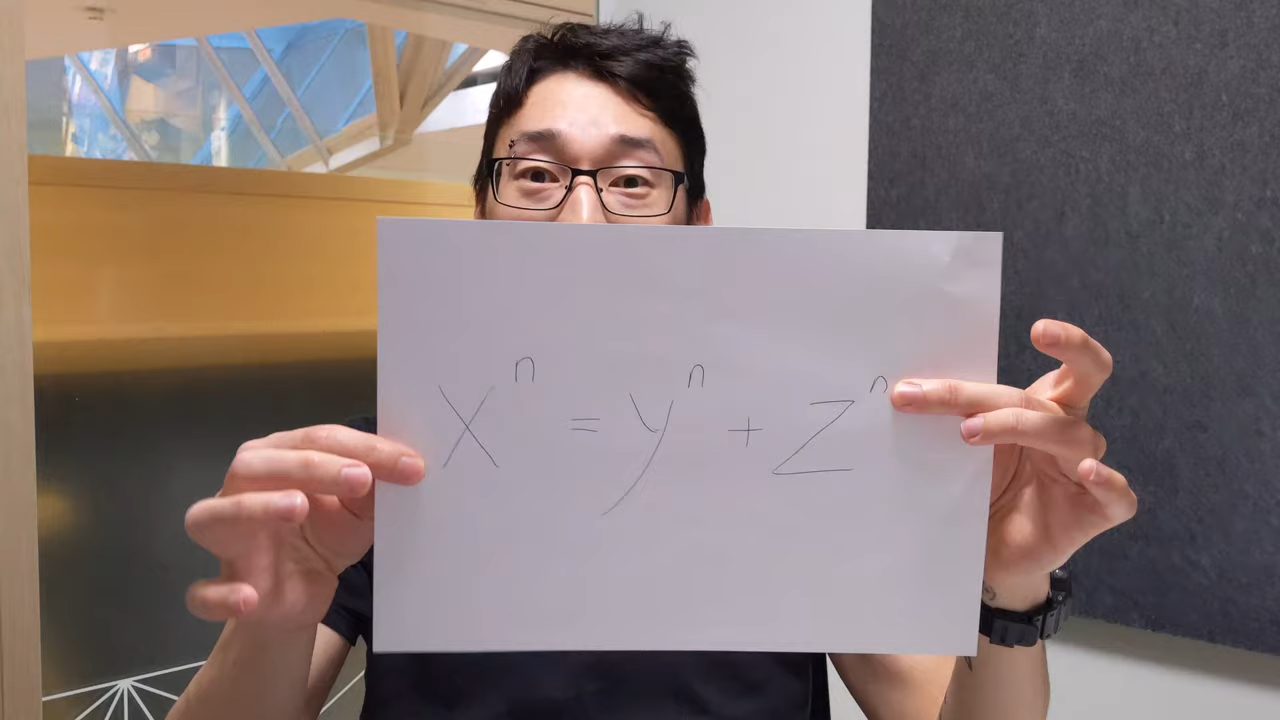 xⁿ = yⁿ + zⁿ